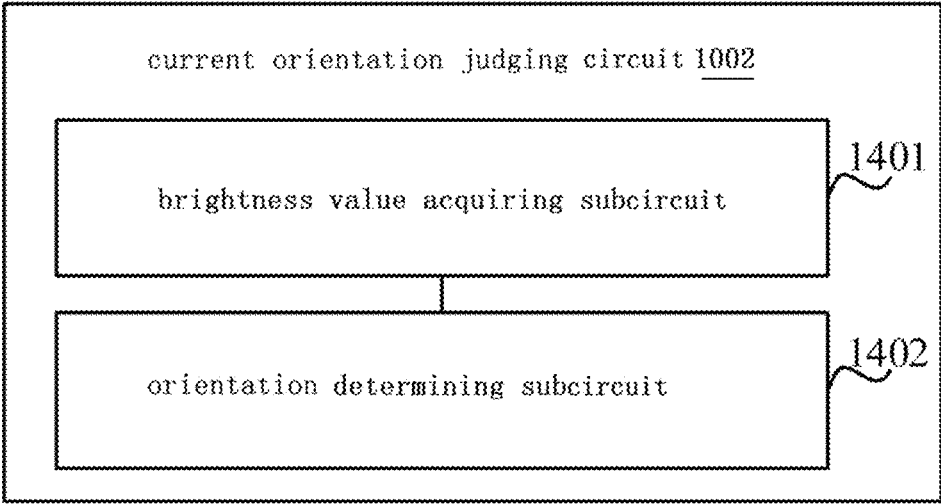 current orientation judging circuit 1002
1401
brightness value acquiring subcircuit
1402
orientation determining subcircuit